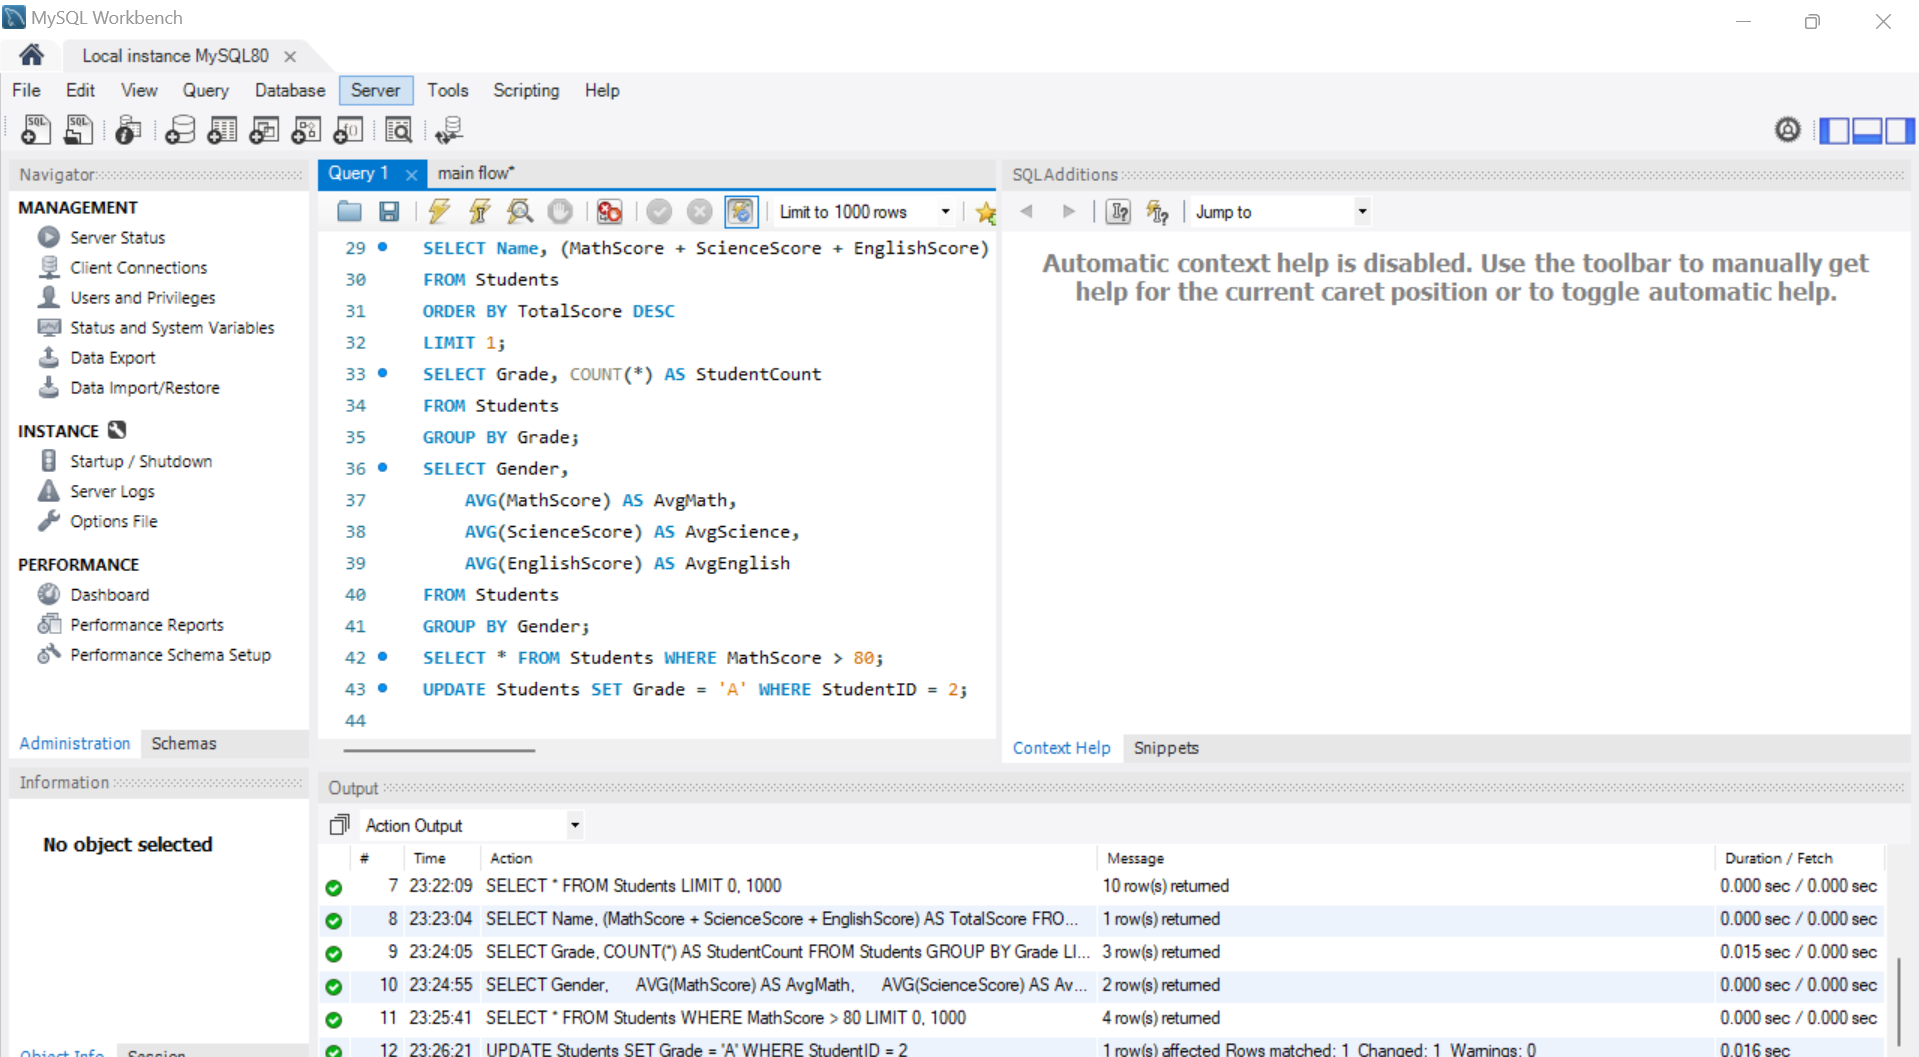 MySQL Workbench
Local instance MySQL80
File Edit View Query Database Server Tools Scripting Help
Navigator
MANAGEMENT
Server Status
Client Connections
Users and Privileges
Status and System Variables
Data Export
Data Import/Restore
INSTANCE
Startup / Shutdown
Server Logs
Options File
PERFORMANCE
Dashboard
Performance Reports
Performance Schema Setup
Administration Schemas
Information
No object selected
Object Info Session
Query 1 main flow*
Limit to 1000 rows
29 SELECT Name, (MathScore + ScienceScore + EnglishScore)
30 FROM Students
31 ORDER BY TotalScore DESC
32 LIMIT 1;
33 SELECT Grade, COUNT(*) AS StudentCount
34 FROM Students
35 GROUP BY Grade;
36 SELECT Gender,
37 AVG(MathScore) AS AvgMath,
38 AVG(ScienceScore) AS AvgScience,
39 AVG(EnglishScore) AS AvgEnglish
40 FROM Students
41 GROUP BY Gender;
42 SELECT * FROM Students WHERE MathScore > 80;
43 UPDATE Students SET Grade = 'A' WHERE StudentID = 2;
44
SQLAdditions
Jump to
Automatic context help is disabled. Use the toolbar to manually get
help for the current caret position or to toggle automatic help.
Context Help Snippets
Output
Action Output
# Time Action Message Duration / Fetch
7 23:22:09 SELECT * FROM Students LIMIT 0, 1000 10 row(s) returned 0.000 sec / 0.000 sec
8 23:23:04 SELECT Name, (MathScore + ScienceScore + EnglishScore) AS TotalScore FRO... 1 row(s) returned 0.000 sec / 0.000 sec
9 23:24:05 SELECT Grade, COUNT(*) AS StudentCount FROM Students GROUP BY Grade LI... 3 row(s) returned 0.015 sec / 0.000 sec
10 23:24:55 SELECT Gender, AVG(MathScore) AS AvgMath, AVG(ScienceScore) AS Av... 2 row(s) returned 0.000 sec / 0.000 sec
11 23:25:41 SELECT * FROM Students WHERE MathScore > 80 LIMIT 0, 1000 4 row(s) returned 0.000 sec / 0.000 sec
12 23:26:21 UPDATE Students SET Grade = 'A' WHERE StudentID = 2 1 row(s) affected Rows matched: 1 Changed: 1 Warnings: 0 0.016 sec